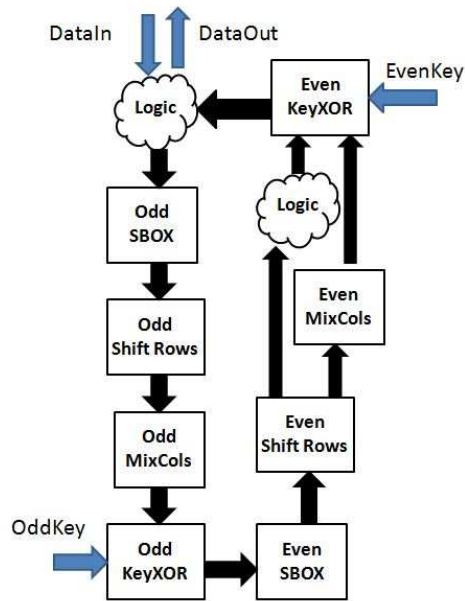 DataIn
DataOut
EvenKey
Even
KeyXOR
Logic
Logic
Odd
SBOX
Even
MixCols
Odd
Shift Rows
Even
Shift Rows
Odd
MixCols
OddKey
Odd
KeyXOR
Even
SBOX